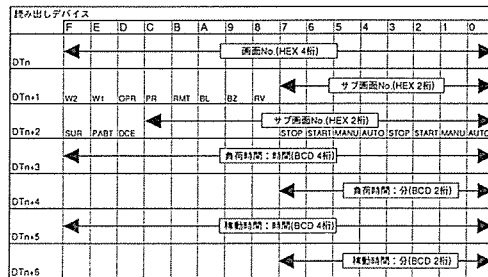 読み出しデバイス
F E D C B A 9 8 7 6 5 4 3 2 1 0
DTn 画面No.(HEX 4桁)
DTn+1 W2 W1 OPR PR RMT BL BZ RV サブ画面No.(HEX 2桁)
DTn+2 SUR PABT DCE サブ画面No.(HEX 2桁) STOP START MANU AUTO STOP START MANU AUTO
DTn+3 負荷時間:時間(BCD 4桁)
DTn+4 負荷時間:分(BCD 2桁)
DTn+5 稼動時間:時間(BCD 4桁)
DTn+6 稼動時間:分(BCD 2桁)